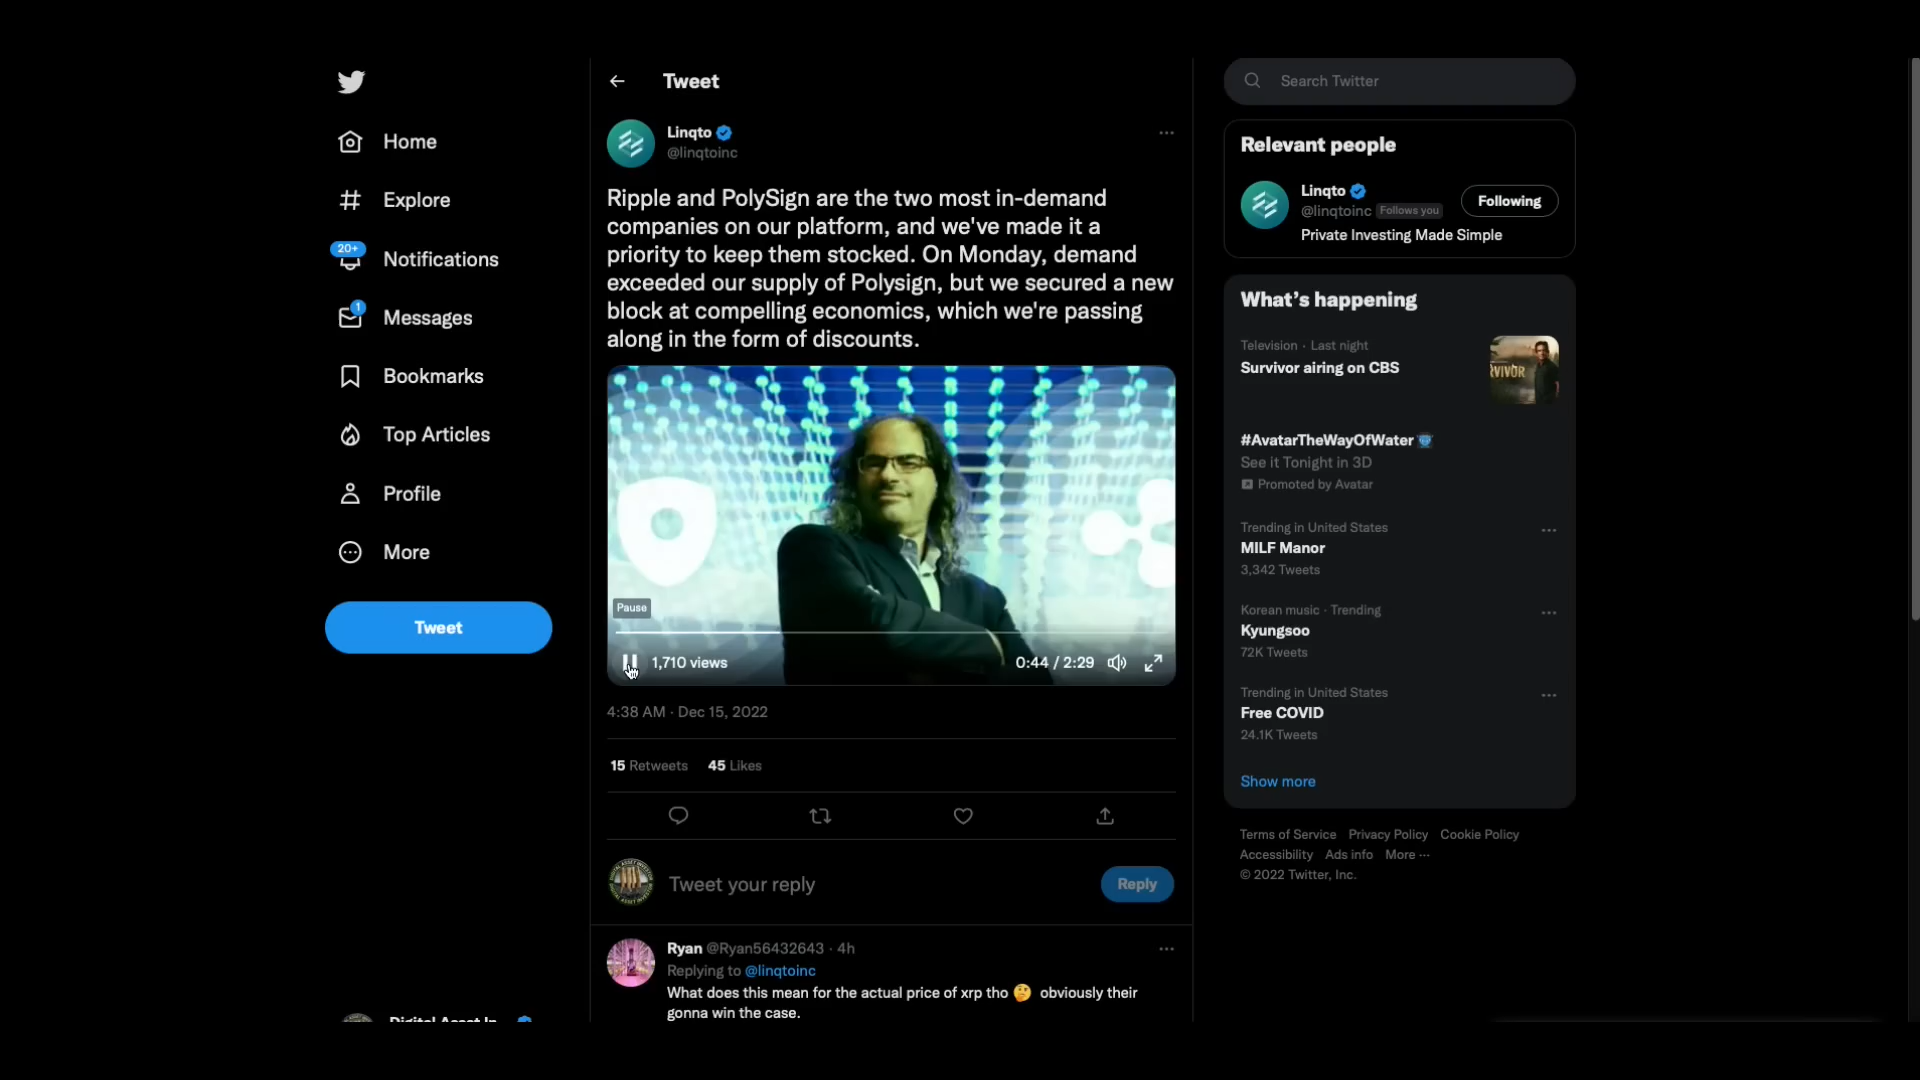 Home
Explore
20+
Notifications
1
Messages
Bookmarks
Top Articles
Profile
More
Tweet
Tweet
Linqto
@linqtoinc
Ripple and PolySign are the two most in-demand
companies on our platform, and we've made it a
priority to keep them stocked. On Monday, demand
exceeded our supply of Polysign, but we secured a new
block at compelling economics, which we're passing
along in the form of discounts.
Pause
1,710 views
0:44 / 2:29
4:38 AM · Dec 15, 2022
15 Retweets 45 Likes
Tweet your reply
Reply
Ryan @Ryan56432643 · 4h
Replying to @linqtoinc
What does this mean for the actual price of xrp tho 🤔 obviously their
gonna win the case.
Search Twitter
Relevant people
Linqto
@linqtoinc Follows you
Following
Private Investing Made Simple
What's happening
Television · Last night
Survivor airing on CBS
#AvatarTheWayOfWater
See it Tonight in 3D
Promoted by Avatar
Trending in United States
MILF Manor
3,342 Tweets
Korean music · Trending
Kyungsoo
72K Tweets
Trending in United States
Free COVID
24.1K Tweets
Show more
Terms of Service Privacy Policy Cookie Policy
Accessibility Ads info More ···
© 2022 Twitter, Inc.